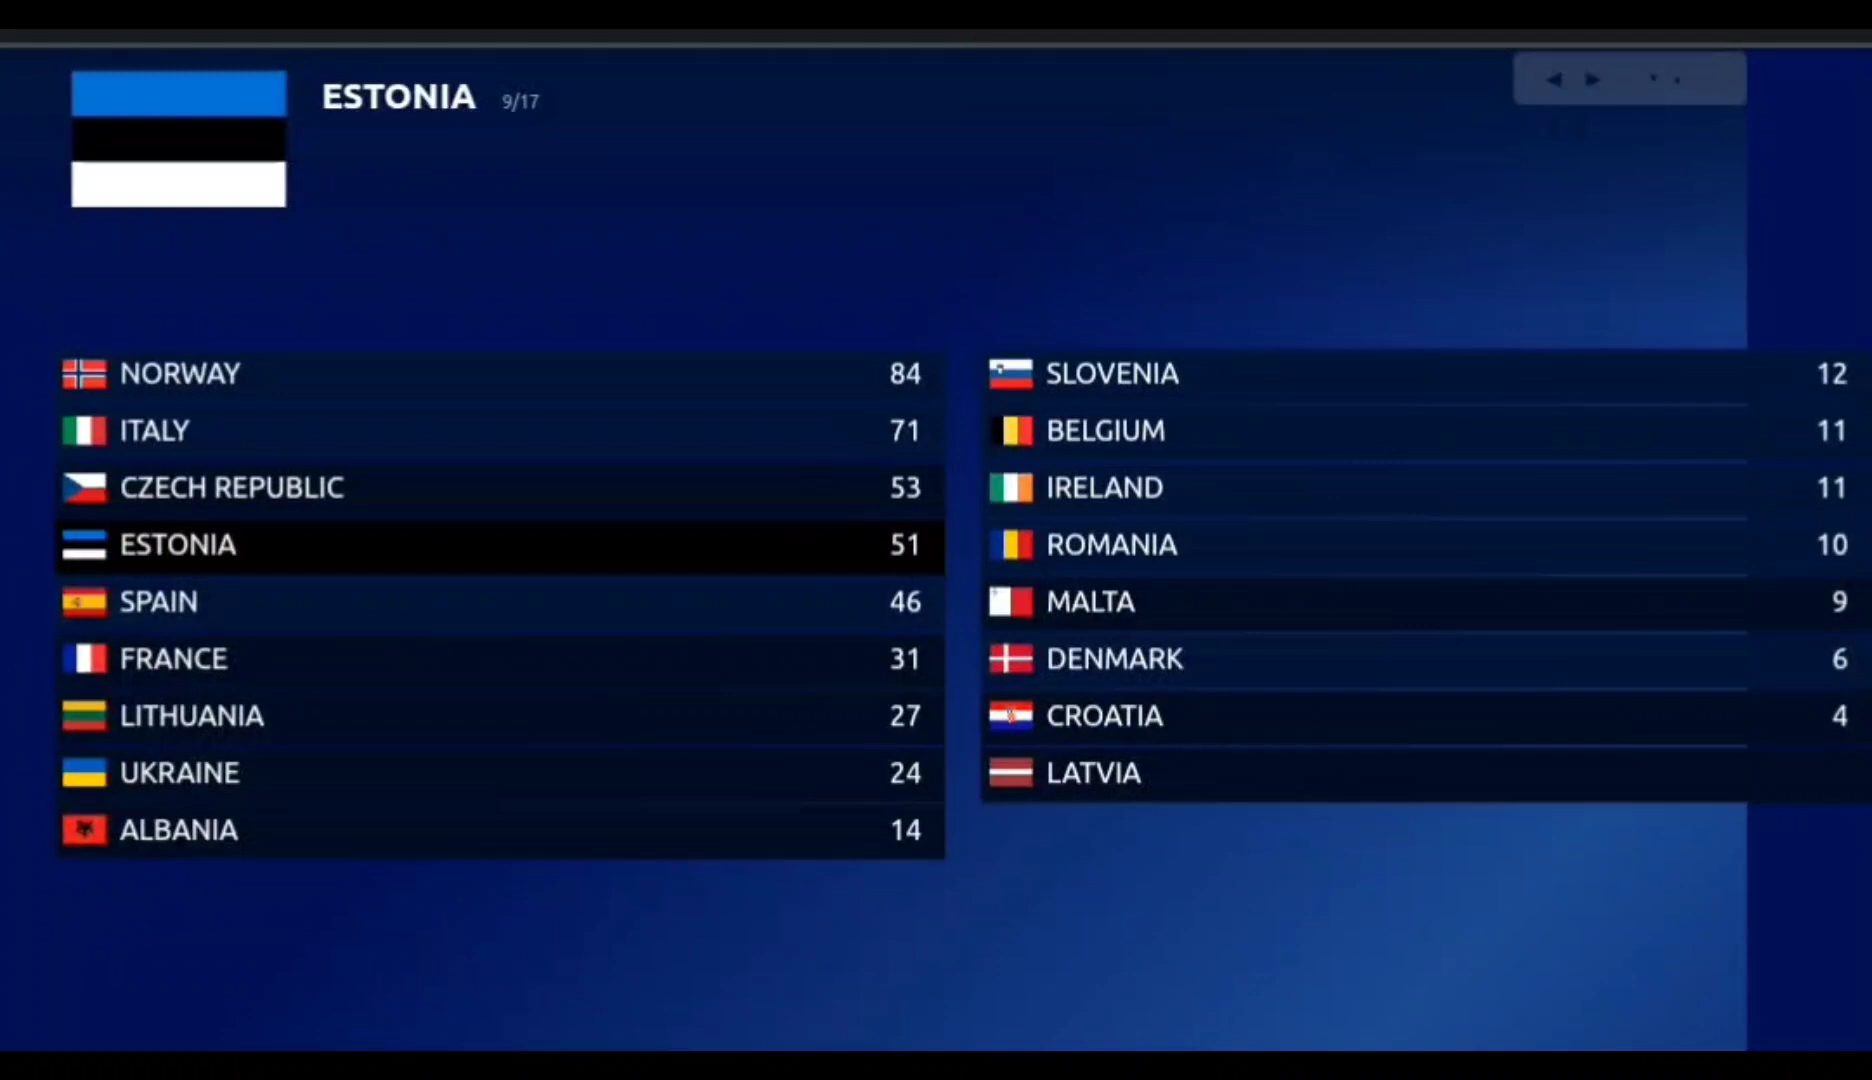 ESTONIA 9/17
NORWAY 84
ITALY 71
CZECH REPUBLIC 53
ESTONIA 51
SPAIN 46
FRANCE 31
LITHUANIA 27
UKRAINE 24
ALBANIA 14
SLOVENIA 12
BELGIUM 11
IRELAND 11
ROMANIA 10
MALTA 9
DENMARK 6
CROATIA 4
LATVIA